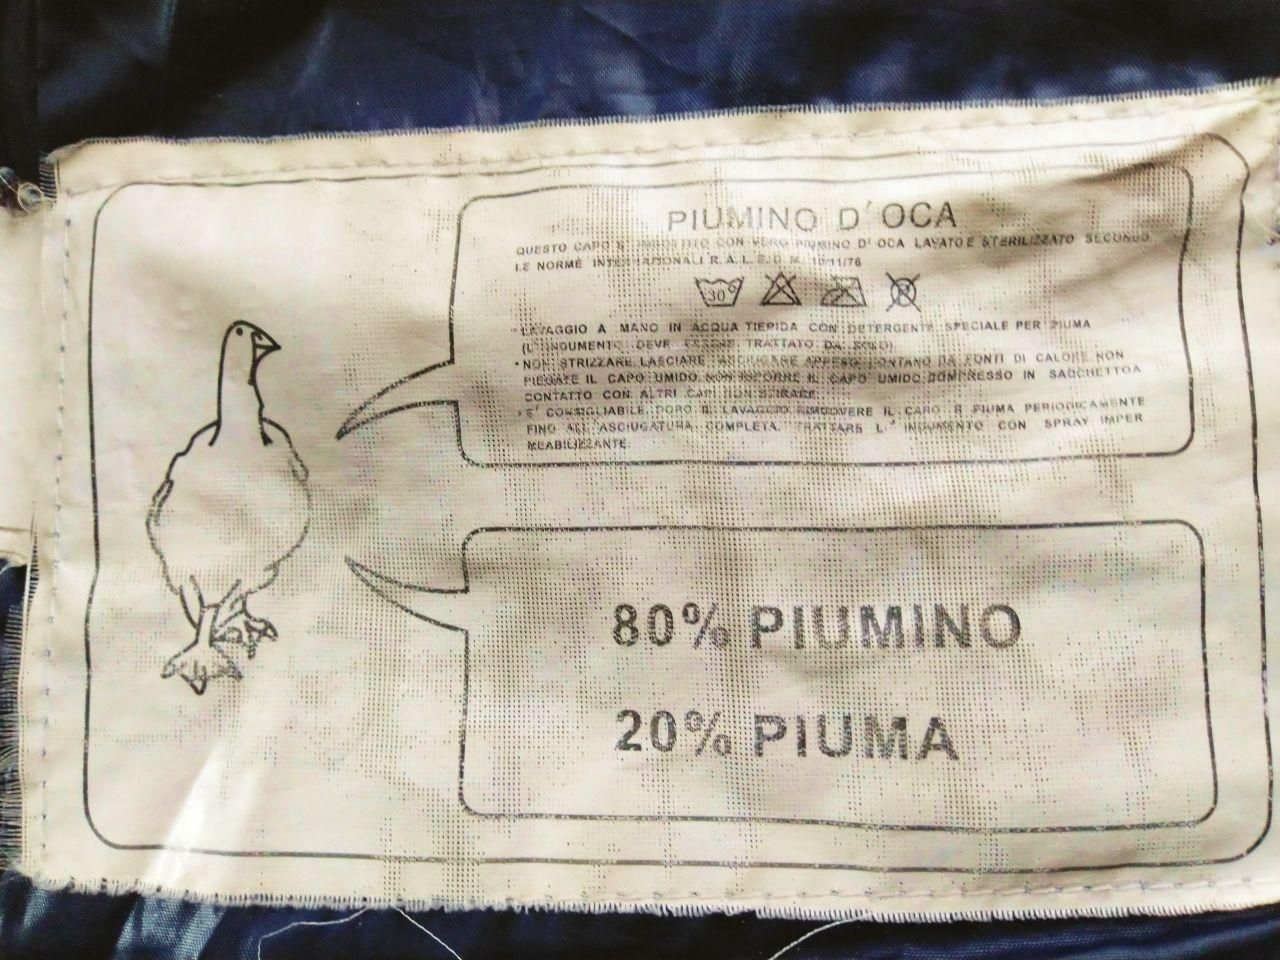 PIUMINO D'OCA
QUESTO CAPO È IMBOTTITO CON VERO PIUMINO D'OCA LAVATO E STERILIZZATO SECONDO
LE NORME INTERNAZIONALI R.A.L.E.D.M. 10/11/76
30°
• LAVAGGIO A MANO IN ACQUA TIEPIDA CON DETERGENTE SPECIALE PER PIUMA
(L'INDUMENTO DEVE ESSERE TRATTATO DA SOLO)
• NON STRIZZARE, LASCIARE ASCIUGARE APPESO LONTANO DA FONTI DI CALORE NON
PIEGATE IL CAPO UMIDO NON RIPORRE IL CAPO UMIDO COMPRESSO IN SACCHETTO A
CONTATTO CON ALTRI CAPI NON STIRARE
• E' CONSIGLIABILE DOPO IL LAVAGGIO RIMUOVERE IL CAPO E PIUMA PERIODICAMENTE
FINO ALL'ASCIUGATURA COMPLETA. TRATTARE L'INDUMENTO CON SPRAY IMPER
MEABILIZZANTE.
80% PIUMINO
20% PIUMA